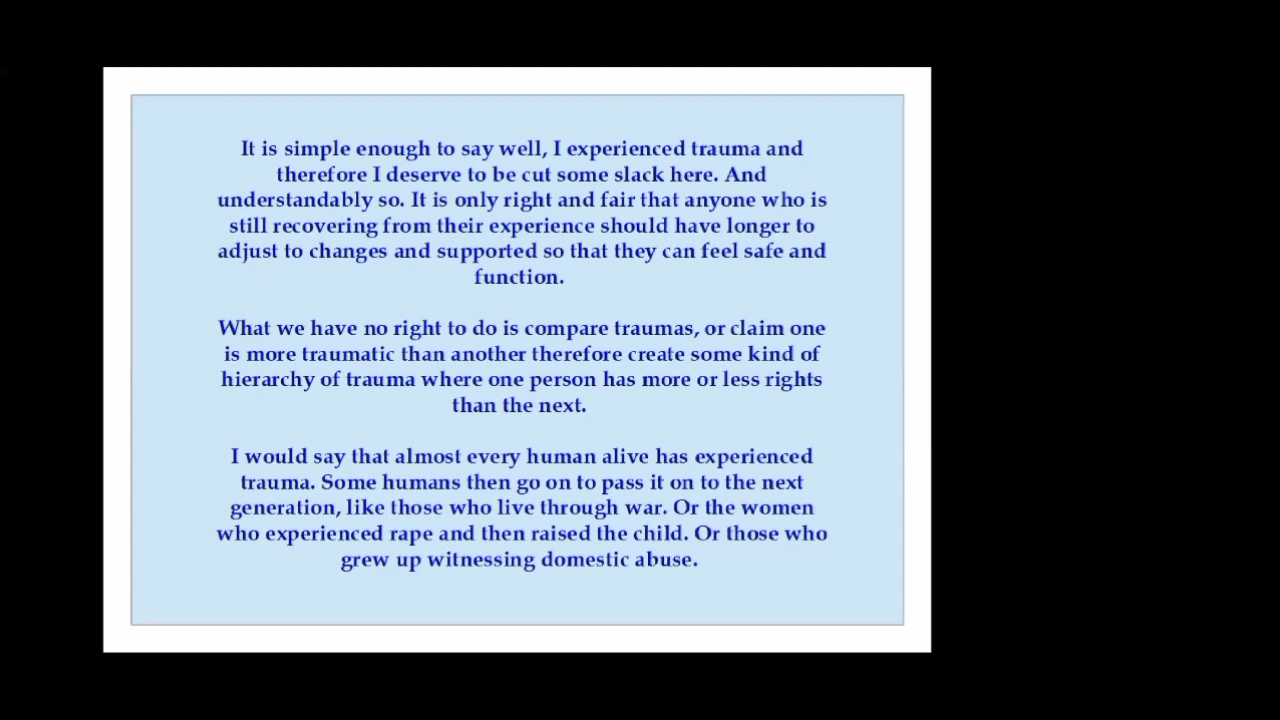 It is simple enough to say well, I experienced trauma and
therefore I deserve to be cut some slack here. And
understandably so. It is only right and fair that anyone who is
still recovering from their experience should have longer to
adjust to changes and supported so that they can feel safe and
function.
What we have no right to do is compare traumas, or claim one
is more traumatic than another therefore create some kind of
hierarchy of trauma where one person has more or less rights
than the next.
I would say that almost every human alive has experienced
trauma. Some humans then go on to pass it on to the next
generation, like those who live through war. Or the women
who experienced rape and then raised the child. Or those who
grew up witnessing domestic abuse.